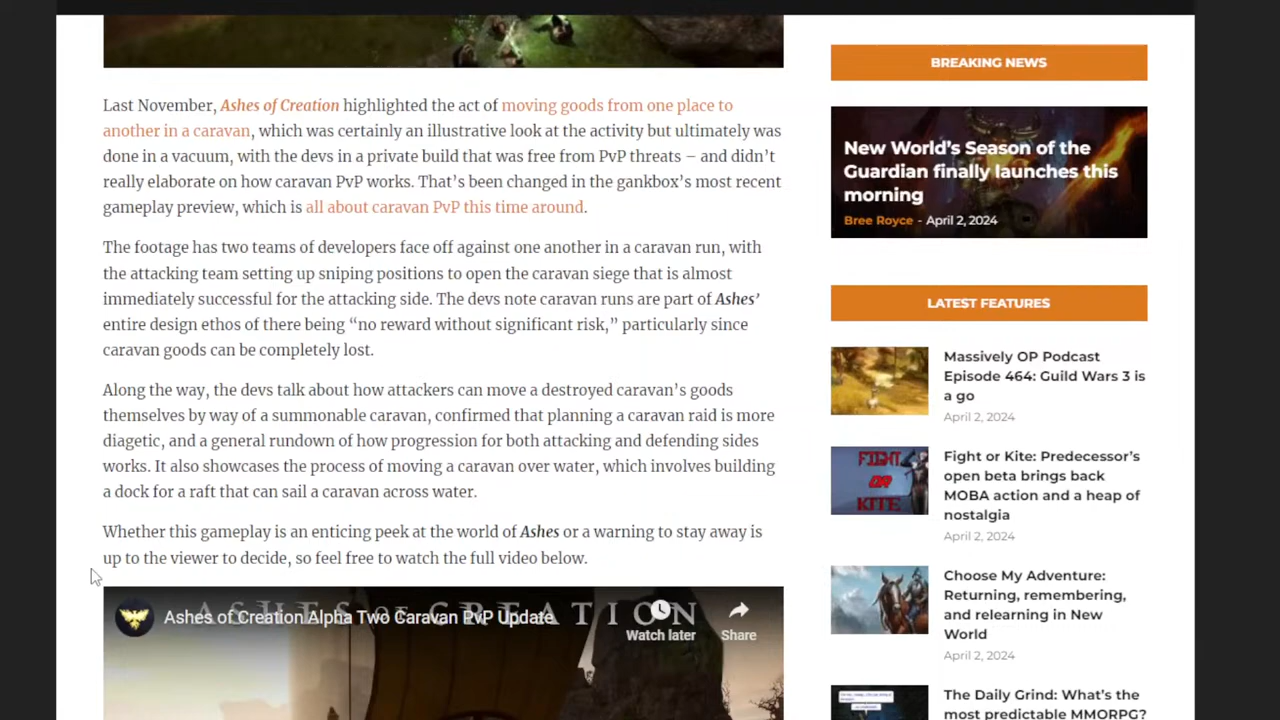 Last November, Ashes of Creation highlighted the act of moving goods from one place to
another in a caravan, which was certainly an illustrative look at the activity but ultimately was
done in a vacuum, with the devs in a private build that was free from PvP threats – and didn’t
really elaborate on how caravan PvP works. That’s been changed in the gankbox’s most recent
gameplay preview, which is all about caravan PvP this time around.
The footage has two teams of developers face off against one another in a caravan run, with
the attacking team setting up sniping positions to open the caravan siege that is almost
immediately successful for the attacking side. The devs note caravan runs are part of Ashes’
entire design ethos of there being “no reward without significant risk,” particularly since
caravan goods can be completely lost.
Along the way, the devs talk about how attackers can move a destroyed caravan’s goods
themselves by way of a summonable caravan, confirmed that planning a caravan raid is more
diagetic, and a general rundown of how progression for both attacking and defending sides
works. It also showcases the process of moving a caravan over water, which involves building
a dock for a raft that can sail a caravan across water.
Whether this gameplay is an enticing peek at the world of Ashes or a warning to stay away is
up to the viewer to decide, so feel free to watch the full video below.
ASHES OF CREATION
Ashes of Creation Alpha Two Caravan PvP Update
Watch later
Share
BREAKING NEWS
New World’s Season of the
Guardian finally launches this
morning
Bree Royce - April 2, 2024
LATEST FEATURES
Massively OP Podcast
Episode 464: Guild Wars 3 is
a go
April 2, 2024
FIGHT
OR
KITE
Fight or Kite: Predecessor’s
open beta brings back
MOBA action and a heap of
nostalgia
April 2, 2024
Choose My Adventure:
Returning, remembering,
and relearning in New
World
April 2, 2024
The Daily Grind: What’s the
most predictable MMORPG?